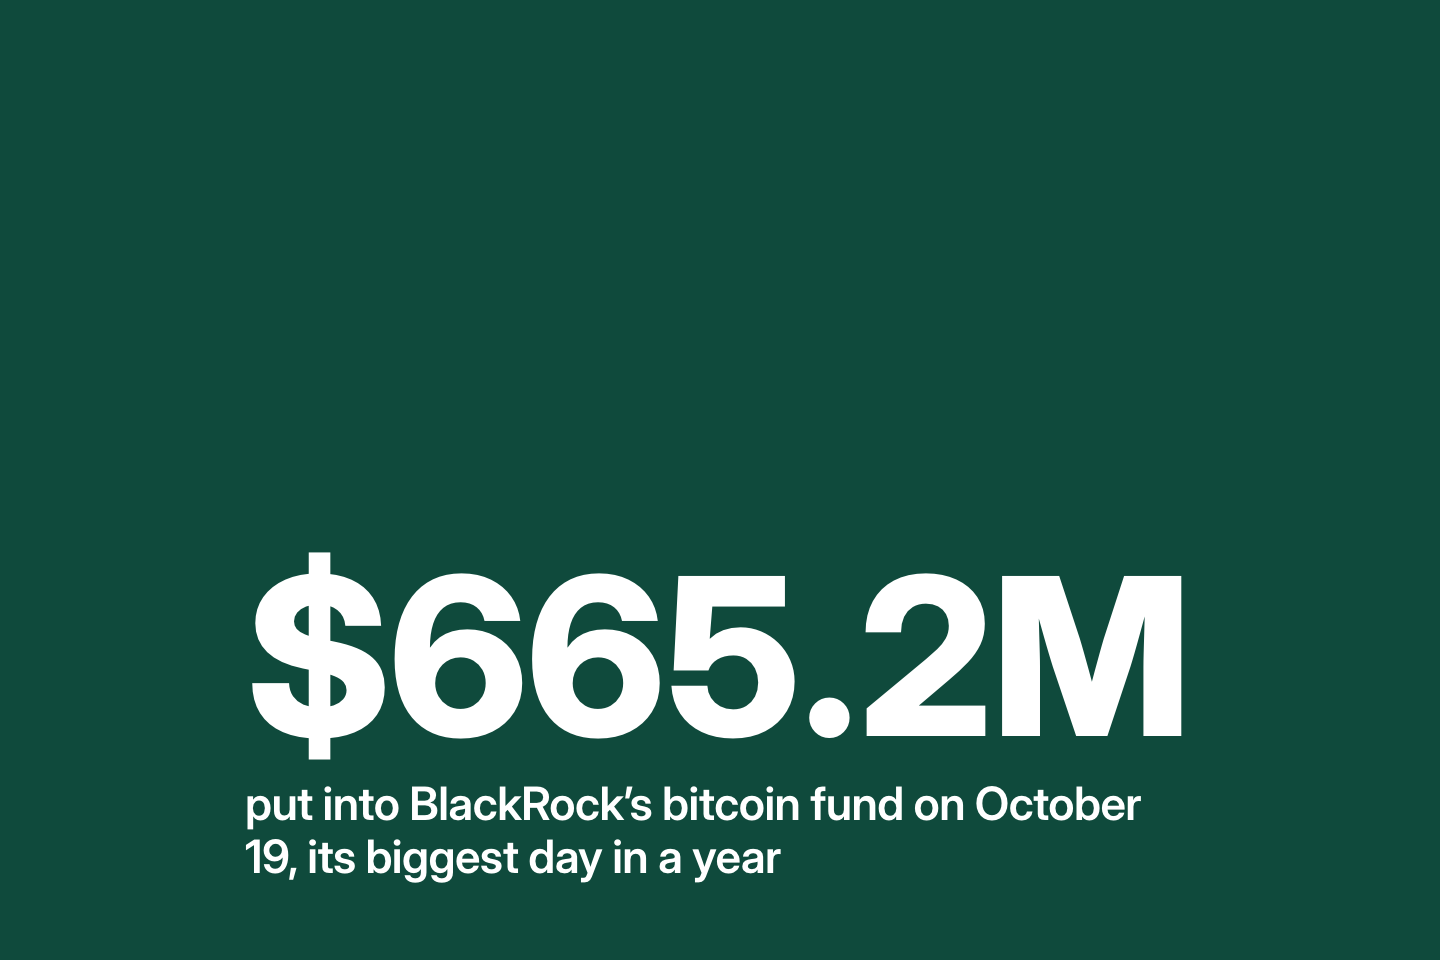 $665.2M
put into BlackRock’s bitcoin fund on October
19, its biggest day in a year